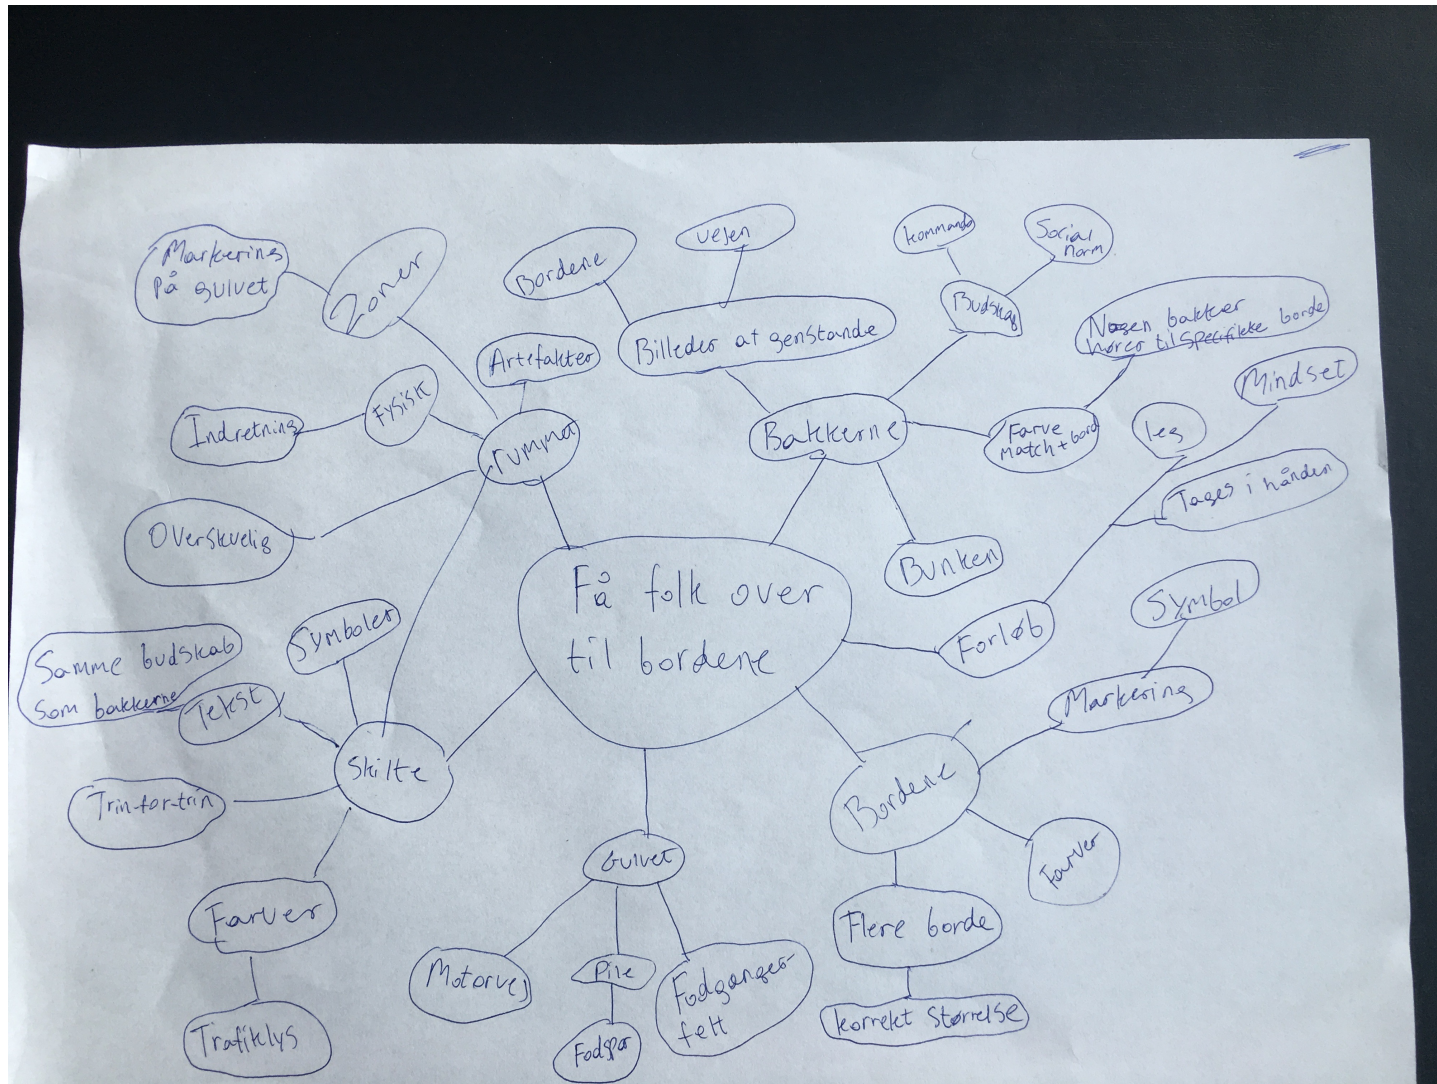 Markering
På gulvet
Zoner
Bordene
vejen
kommando
Social
norm
Budskab
Billeder at genstande
Artefakter
Nogen bakker
hører til specifikke borde
Mindset
Fysisk
Indretning
rummet
Bakkerne
Farve
match + bord
leg
Tages i hånden
Overskuelig
Bunken
Få folk over
til bordene
Symbol
Forløb
Symboler
Samme budskab
som bakkerne
Tekst
Markering
Skilte
Bordene
Trin-for-trin
Gulvet
Farver
Farver
Flere borde
Motorvej
Pile
Fodgænger-
felt
korrekt størrelse
Trafiklys
Fodspor